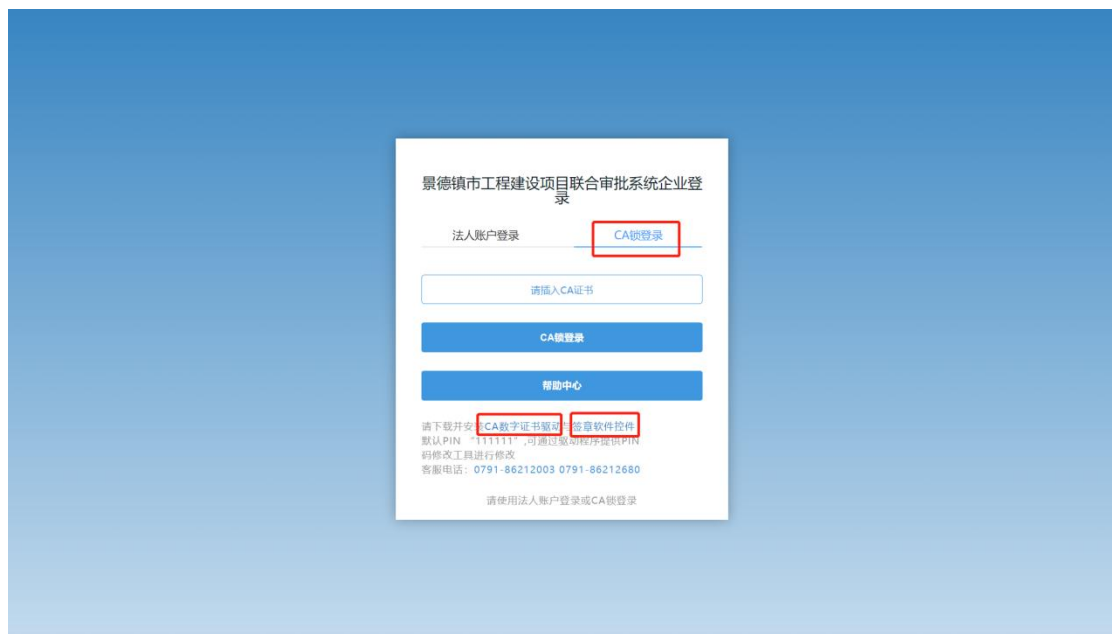 景德镇市工程建设项目联合审批系统企业登
录
法人账户登录 CA锁登录
请插入CA证书
CA锁登录
帮助中心
请下载并安装CA数字证书驱动与签章软件控件
默认PIN “111111”,可通过驱动程序提供PIN
码修改工具进行修改
客服电话：0791-86212003 0791-86212680
请使用法人账户登录或CA锁登录